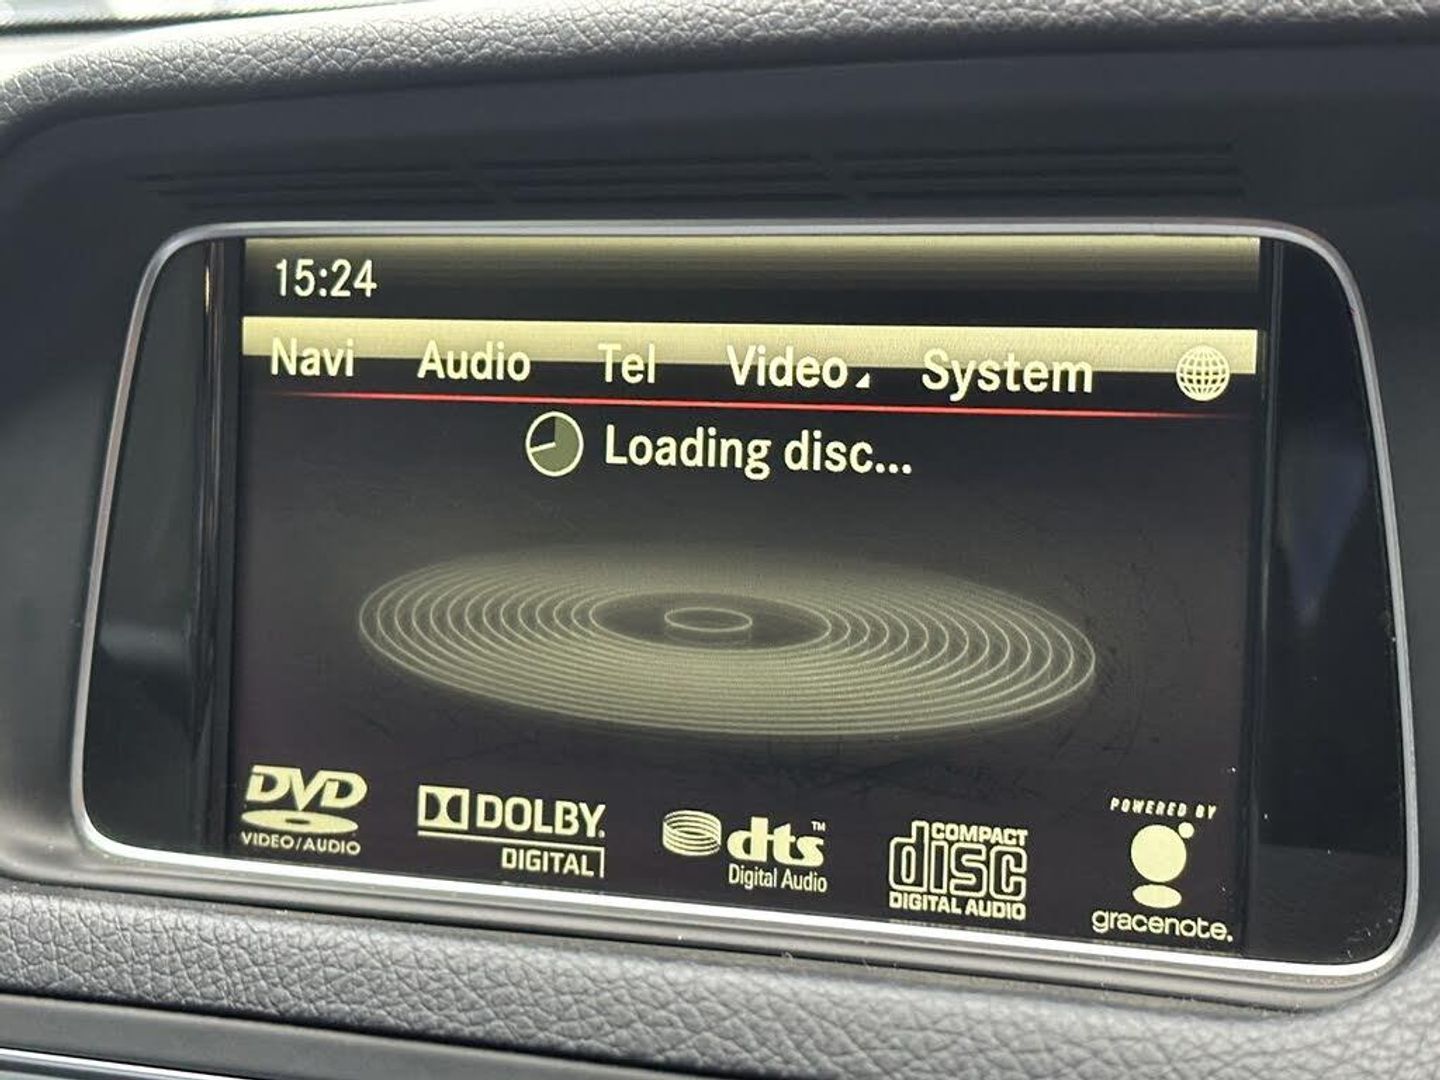 15:24
Navi Audio Tel Video System
Loading disc...
DVD
VIDEO/AUDIO
DOLBY
DIGITAL
dts™
Digital Audio
COMPACT
disc
DIGITAL AUDIO
POWERED BY
gracenote.